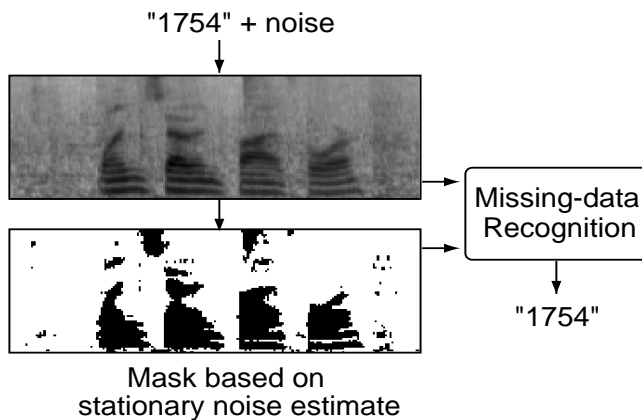 "1754" + noise
Missing-data
Recognition
"1754"
Mask based on
stationary noise estimate